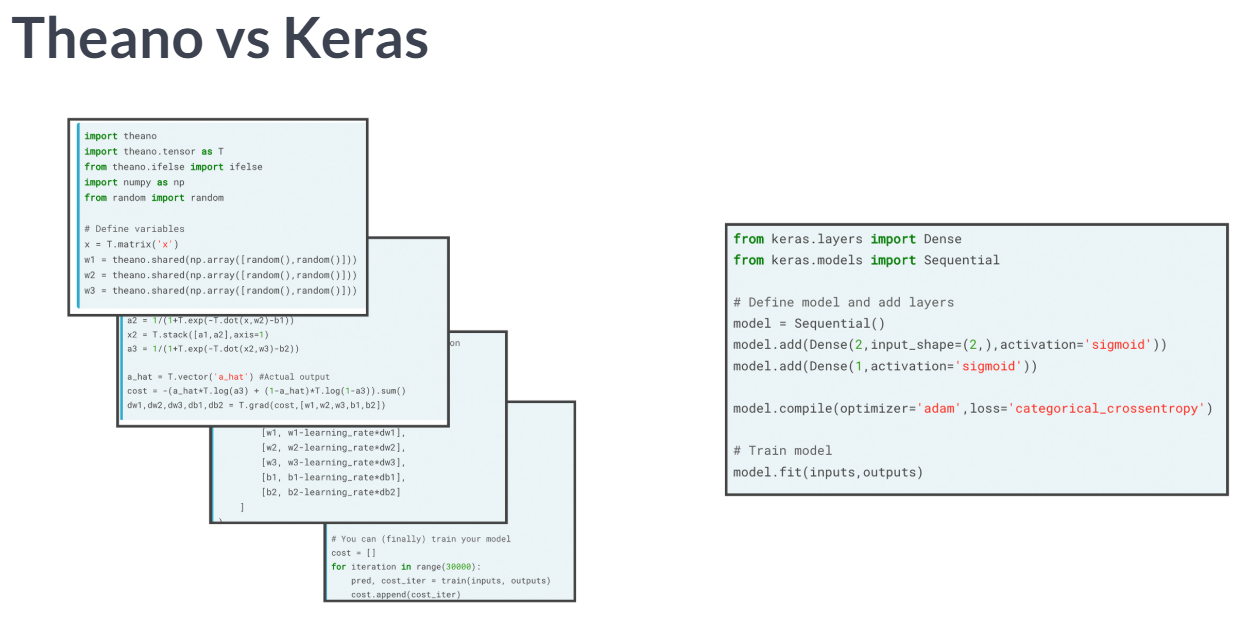 Theano vs Keras
import theano
import theano.tensor as T
from theano.ifelse import ifelse
import numpy as np
from random import random
# Define variables
x = T.matrix('x')
w1 = theano.shared(np.array([random(),random()]))
w2 = theano.shared(np.array([random(),random()]))
w3 = theano.shared(np.array([random(),random()]))
a2 = 1/(1+T.exp(-T.dot(x,w2)-b1))
x2 = T.stack([a1,a2],axis=1)
a3 = 1/(1+T.exp(-T.dot(x2,w3)-b2))
a_hat = T.vector('a_hat') #Actual output
cost = -(a_hat*T.log(a3) + (1-a_hat)*T.log(1-a3)).sum()
dw1,dw2,dw3,db1,db2 = T.grad(cost,[w1,w2,w3,b1,b2])
on
[w1, w1-learning_rate*dw1],
[w2, w2-learning_rate*dw2],
[w3, w3-learning_rate*dw3],
[b1, b1-learning_rate*db1],
[b2, b2-learning_rate*db2]
]
)
# You can (finally) train your model
cost = []
for iteration in range(30000):
    pred, cost_iter = train(inputs, outputs)
    cost.append(cost_iter)
from keras.layers import Dense
from keras.models import Sequential
# Define model and add layers
model = Sequential()
model.add(Dense(2,input_shape=(2,),activation='sigmoid'))
model.add(Dense(1,activation='sigmoid'))
model.compile(optimizer='adam',loss='categorical_crossentropy')
# Train model
model.fit(inputs,outputs)